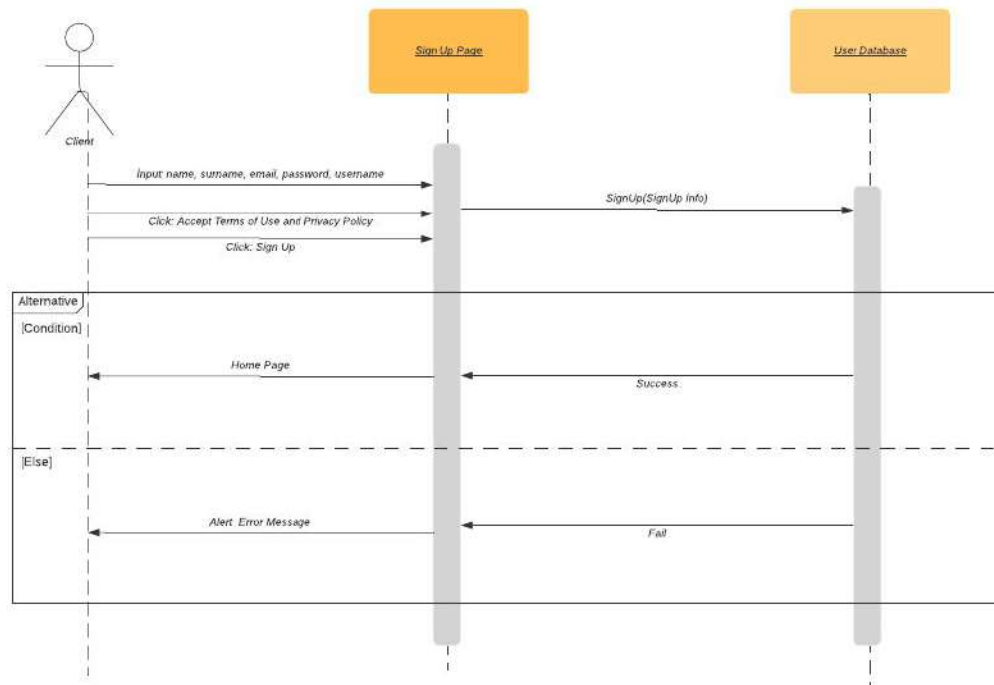 Sign Up Page
User Database
Client
Input: name, surname, email, password, username
SignUp(SignUp Info)
Click: Accept Terms of Use and Privacy Policy
Click: Sign Up
Alternative
[Condition]
Home Page
Success
[Else]
Alert: Error Message
Fail